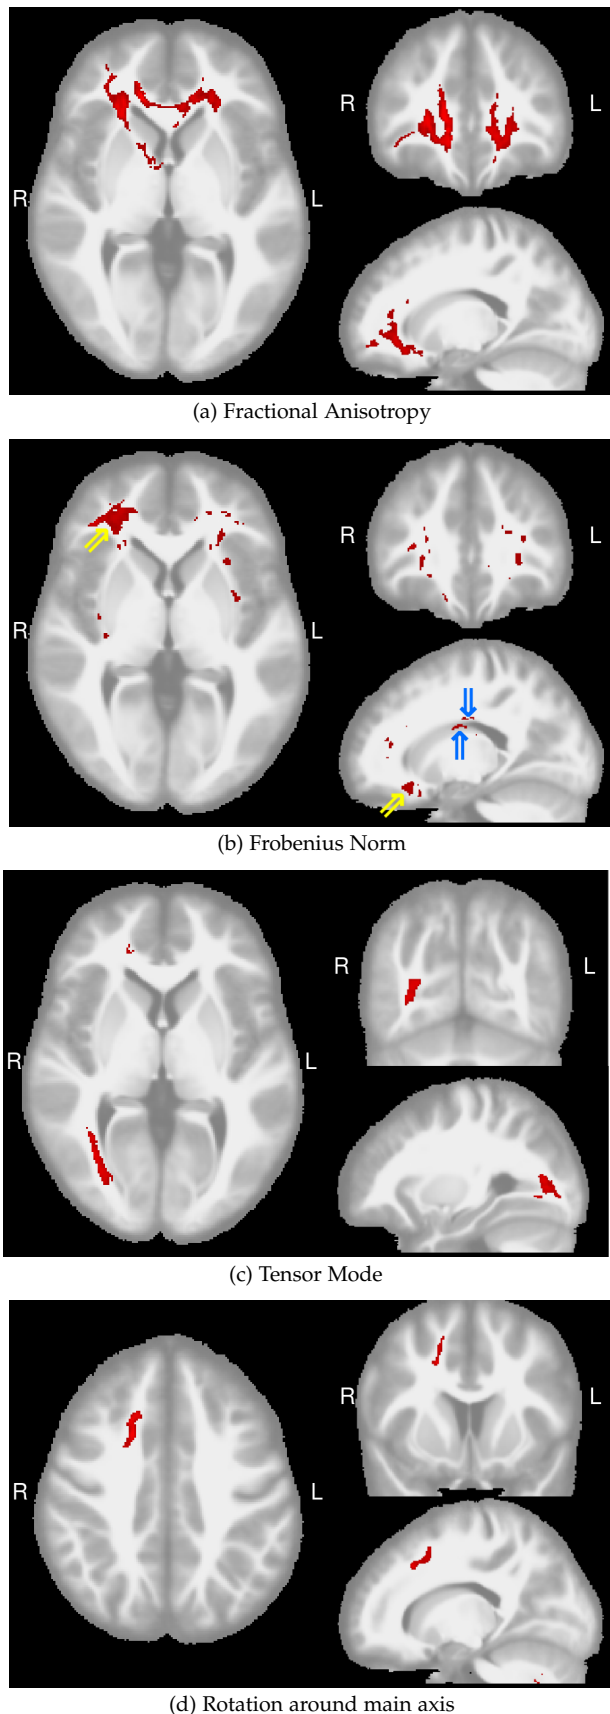 R L
R L
(a) Fractional Anisotropy
R L
R L
(b) Frobenius Norm
R L
R L
(c) Tensor Mode
R L
R L
(d) Rotation around main axis